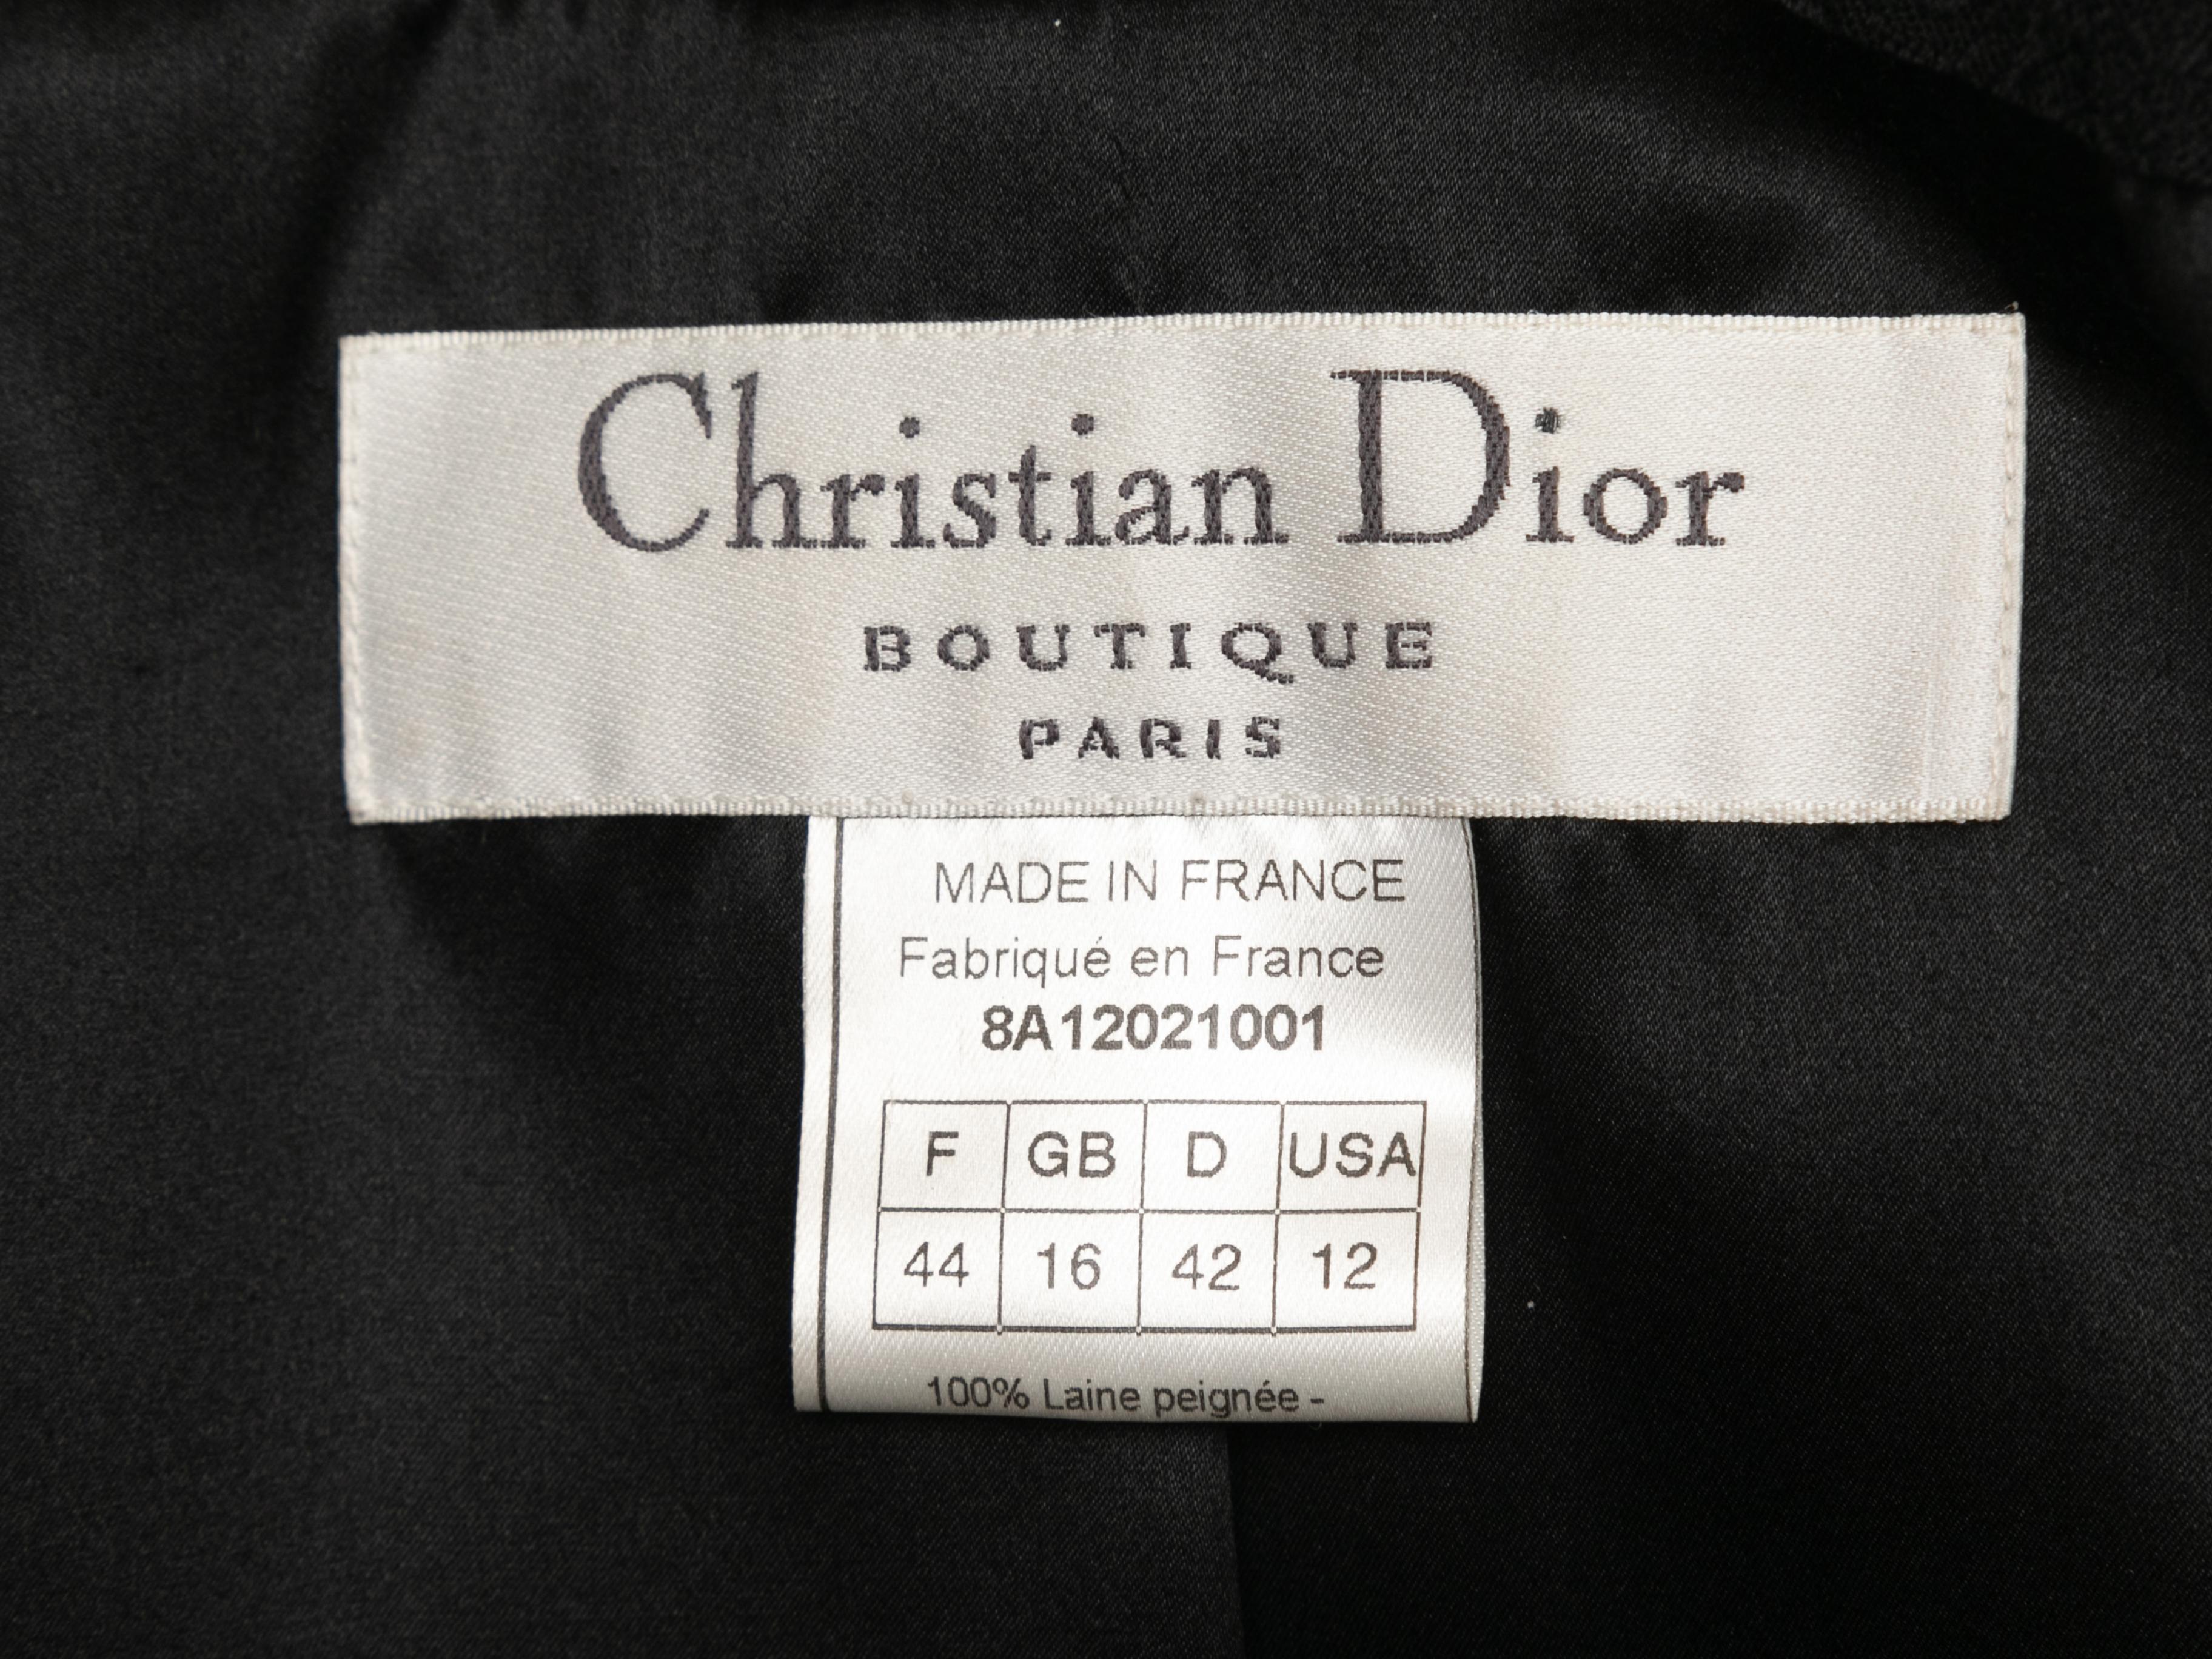 Christian Dior
BOUTIQUE
PARIS
MADE IN FRANCE
Fabriqué en France
8A12021001
F GB D USA
44 16 42 12
100% Laine peignée -